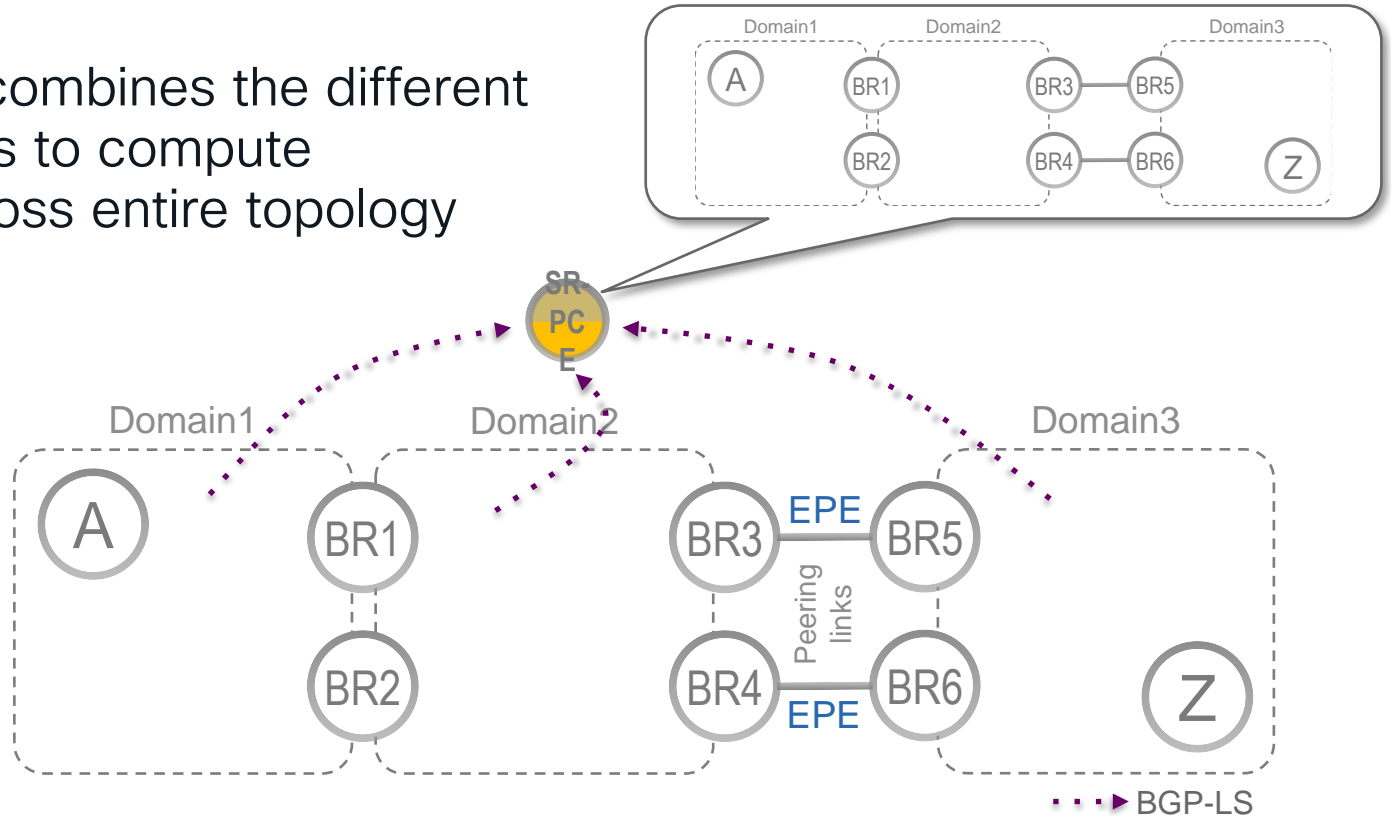 Domain1 Domain2 Domain3
A BR1 BR3 BR5
BR2 BR4 BR6 Z
combines the different
s to compute
oss entire topology
SR-
PC
E
Domain1 Domain2 Domain3
A BR1 BR3 EPE BR5
Peering
links
BR2 BR4 EPE BR6 Z
BGP-LS